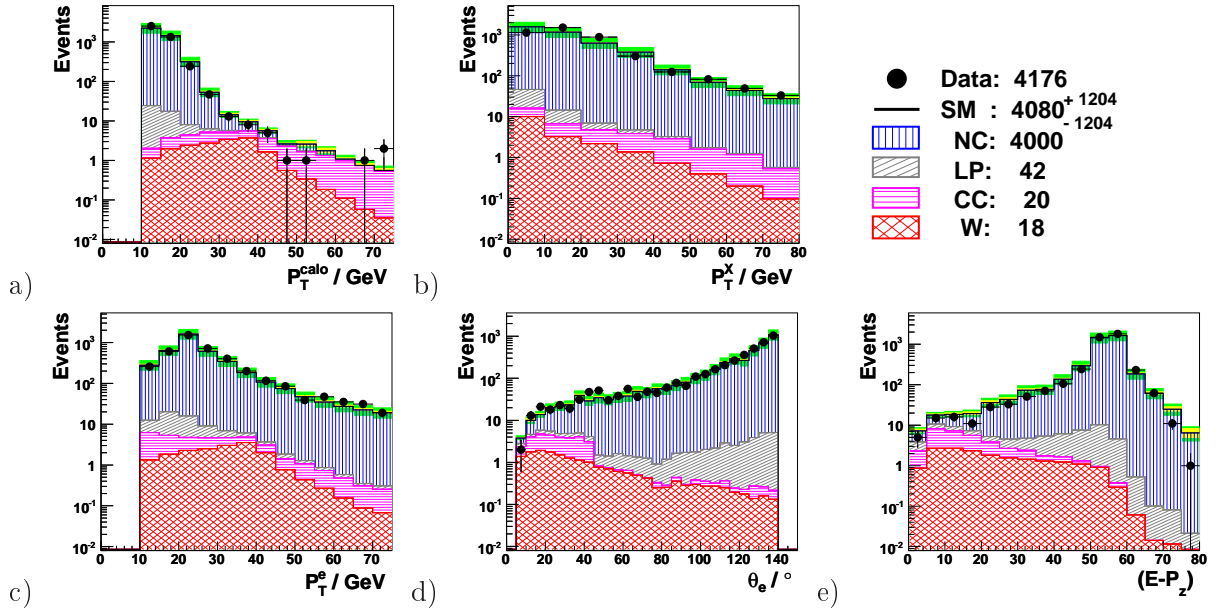 Events
10³
10²
10
1
10⁻¹
10⁻²
0 10 20 30 40 50 60 70
P_T^calo / GeV
a)
Events
10³
10²
10
1
10⁻¹
10⁻²
0 10 20 30 40 50 60 70 80
P_T^X / GeV
b)
Data: 4176
SM : 4080 + 1204 - 1204
NC: 4000
LP: 42
CC: 20
W: 18
Events
10³
10²
10
1
10⁻¹
10⁻²
0 20 40 60
P_T^e / GeV
c)
Events
10³
10²
10
1
10⁻¹
10⁻²
0 20 40 60 80 100 120 140
θ_e / °
d)
Events
10³
10²
10
1
10⁻¹
10⁻²
0 10 20 30 40 50 60 70 80
(E-P_z)
e)